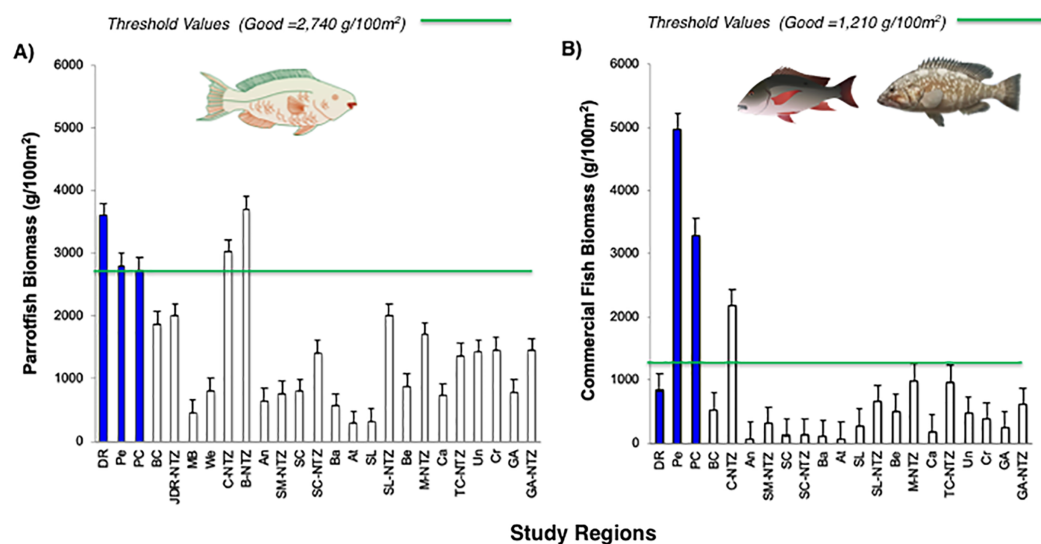 Threshold Values (Good =2,740 g/100m²)
Threshold Values (Good =1,210 g/100m²)
A)
B)
Parrotfish Biomass (g/100m²)
6000
5000
4000
3000
2000
1000
0
DR
Pe
PC
BC
JDR-NTZ
MB
We
C-NTZ
B-NTZ
An
SM-NTZ
SC
SC-NTZ
Ba
At
SL
SL-NTZ
Be
M-NTZ
Ca
TC-NTZ
Un
Cr
GA
GA-NTZ
Commercial Fish Biomass (g/100m²)
6000
5000
4000
3000
2000
1000
0
DR
Pe
PC
BC
C-NTZ
An
SM-NTZ
SC
SC-NTZ
Ba
At
SL
SL-NTZ
Be
M-NTZ
Ca
TC-NTZ
Un
Cr
GA
GA-NTZ
Study Regions